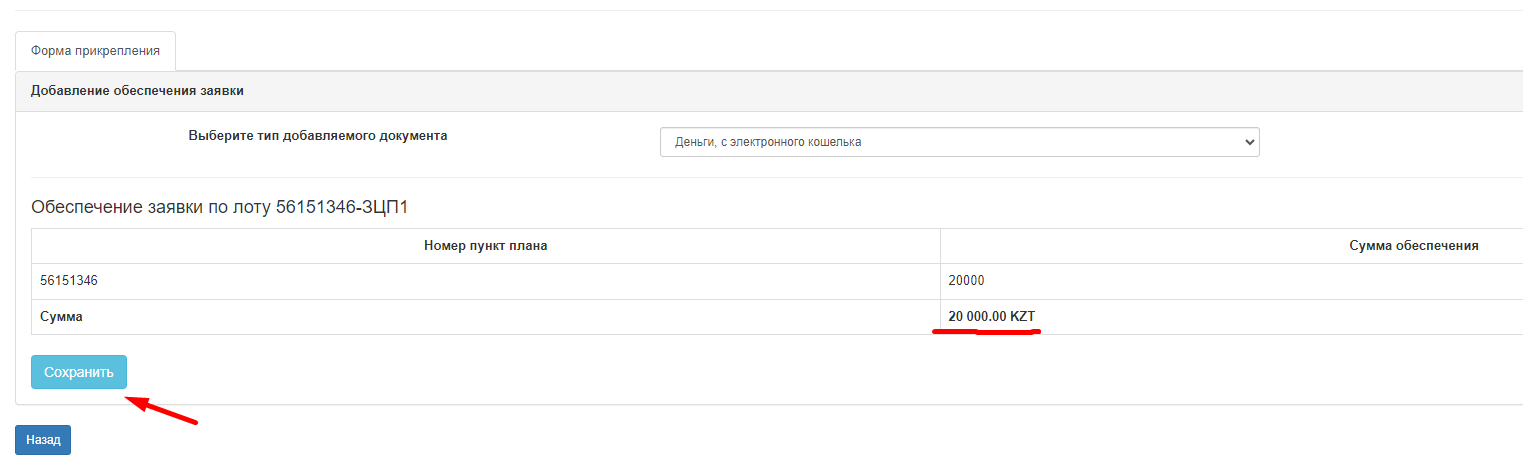 Форма прикрепления
Добавление обеспечения заявки
Выберите тип добавляемого документа
Деньги, с электронного кошелька
Обеспечение заявки по лоту 56151346-ЗЦП1
Номер пункт плана Сумма обеспечения
56151346 20000
Сумма 20 000.00 KZT
Сохранить
Назад